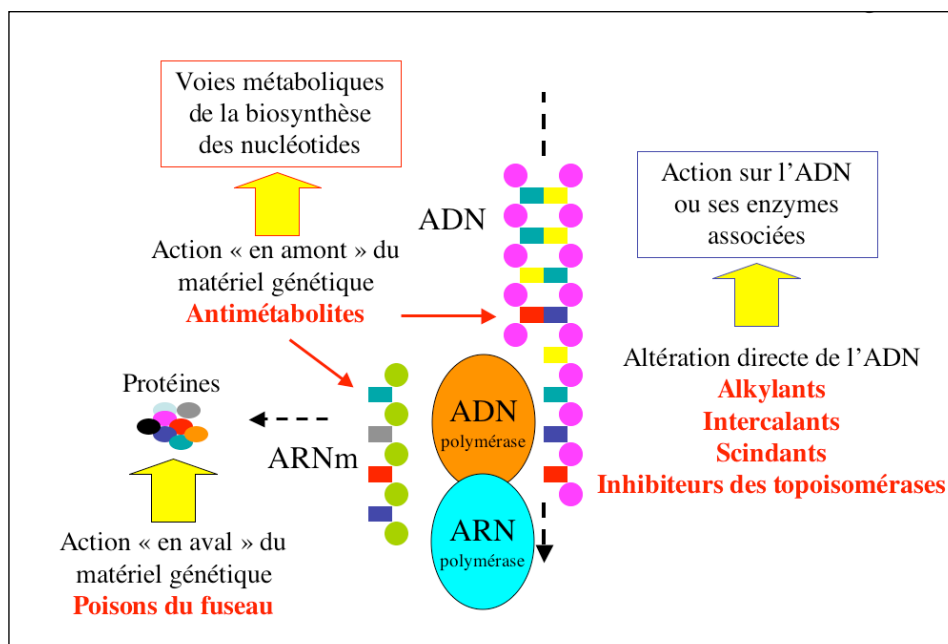 Voies métaboliques
de la biosynthèse
des nucléotides
Action « en amont » du
matériel génétique
Antimétabolites
ADN
Action sur l'ADN
ou ses enzymes
associées
Altération directe de l'ADN
Alkylants
Intercalants
Scindants
Inhibiteurs des topoisomérases
Protéines
ARNm
ADN
polymérase
ARN
polymérase
Action « en aval » du
matériel génétique
Poisons du fuseau